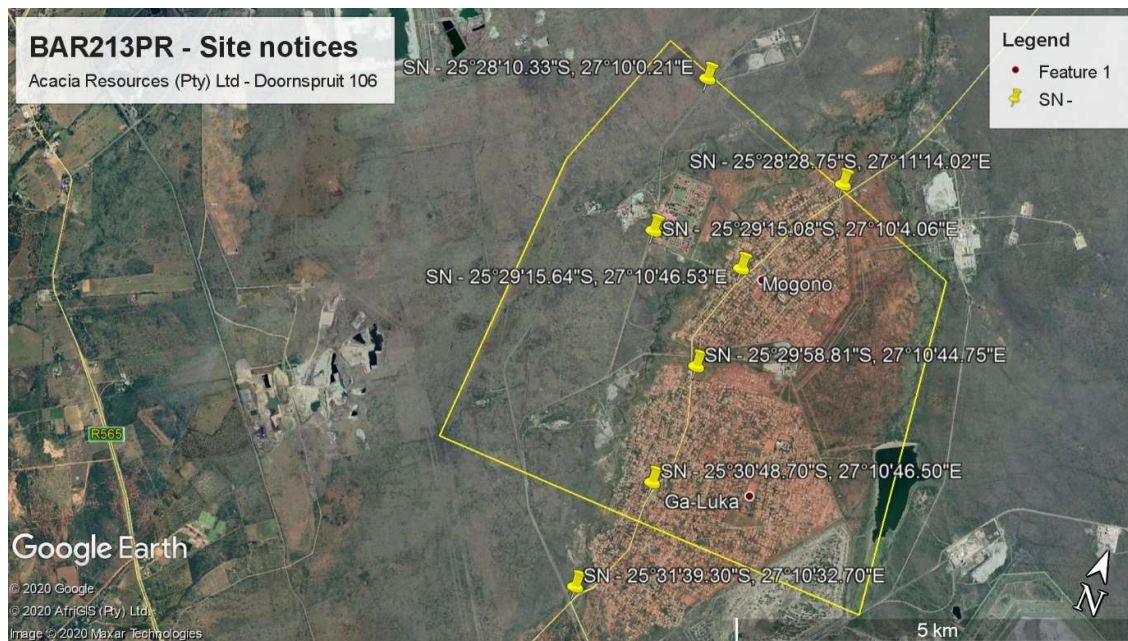 BAR213PR - Site notices
Acacia Resources (Pty) Ltd - Doornspruit 106
Legend
Feature 1
SN -
SN - 25°28'10.33"S, 27°10'0.21"E
SN - 25°28'28.75"S, 27°11'14.02"E
SN -  25°29'15.08"S, 27°10'4.06"E
SN - 25°29'15.64"S, 27°10'46.53"E
Mogono
SN - 25°29'58.81"S, 27°10'44.75"E
R565
SN - 25°30'48.70"S, 27°10'46.50"E
Ga-Luka
Google Earth
SN - 25°31'39.30"S, 27°10'32.70"E
© 2020 Google
© 2020 AfriGIS (Pty) Ltd.
Image © 2020 Maxar Technologies
5 km
N